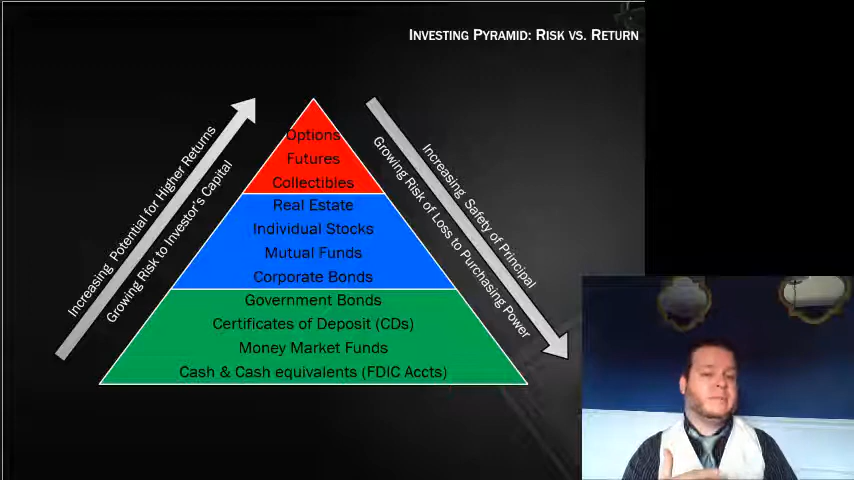 Investing Pyramid: Risk vs. Return
Increasing Potential for Higher Returns
Growing Risk to Investor's Capital
Options
Futures
Collectibles
Real Estate
Individual Stocks
Mutual Funds
Corporate Bonds
Government Bonds
Certificates of Deposit (CDs)
Money Market Funds
Cash & Cash equivalents (FDIC Accts)
Increasing Safety of Principal
Growing Risk of Loss to Purchasing Power